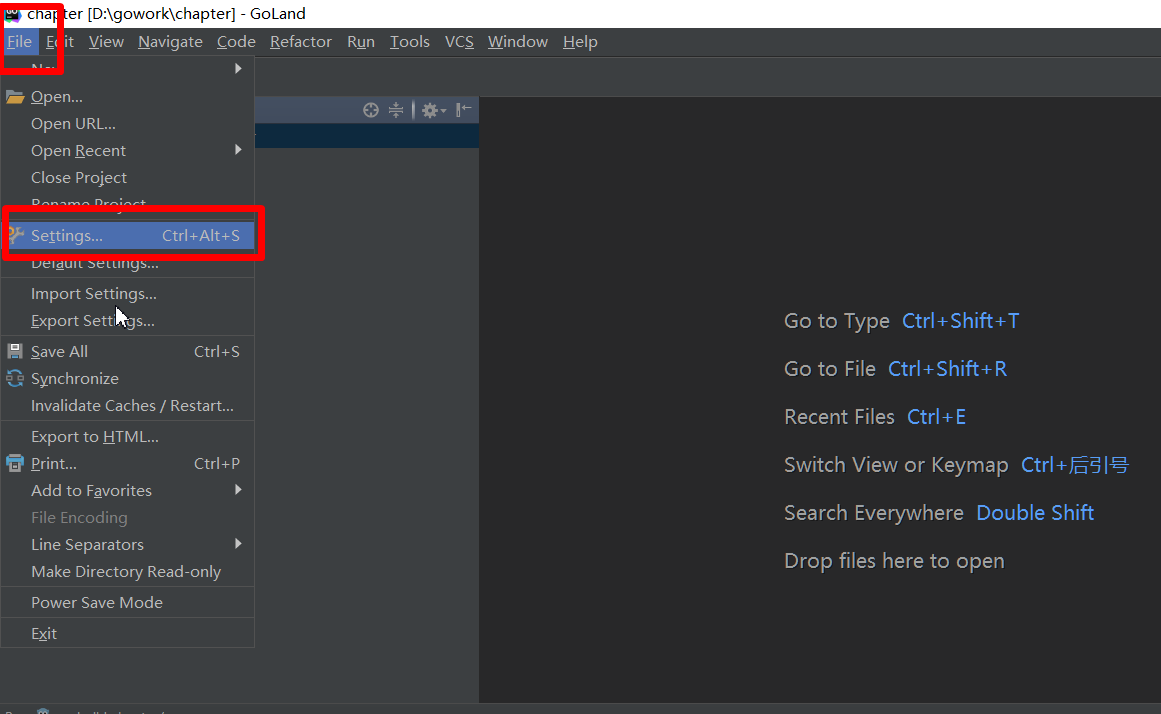 chapter [D:\gowork\chapter] - GoLand
File Edit View Navigate Code Refactor Run Tools VCS Window Help
New
Open...
Open URL...
Open Recent
Close Project
Rename Project...
Settings... Ctrl+Alt+S
Default Settings...
Import Settings...
Export Settings...
Save All Ctrl+S
Synchronize
Invalidate Caches / Restart...
Export to HTML...
Print... Ctrl+P
Add to Favorites
File Encoding
Line Separators
Make Directory Read-only
Power Save Mode
Exit
Go to Type Ctrl+Shift+T
Go to File Ctrl+Shift+R
Recent Files Ctrl+E
Switch View or Keymap Ctrl+后引号
Search Everywhere Double Shift
Drop files here to open